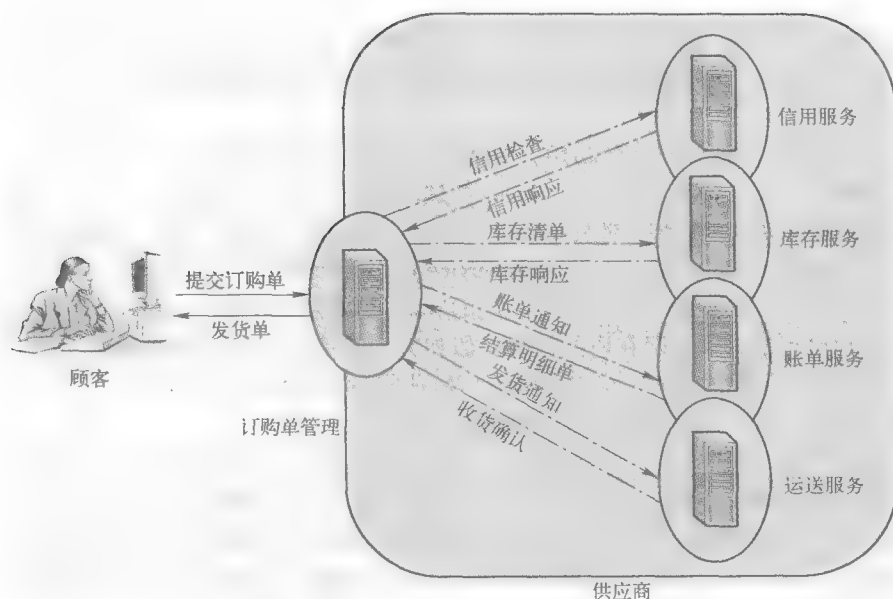 信用服务
信用检查
信用响应
库存清单
库存服务
库存响应
提交订购单
发货单
顾客
账单通知
结算明细单
账单服务
发货通知
收货确认
订购单管理
运送服务
供应商